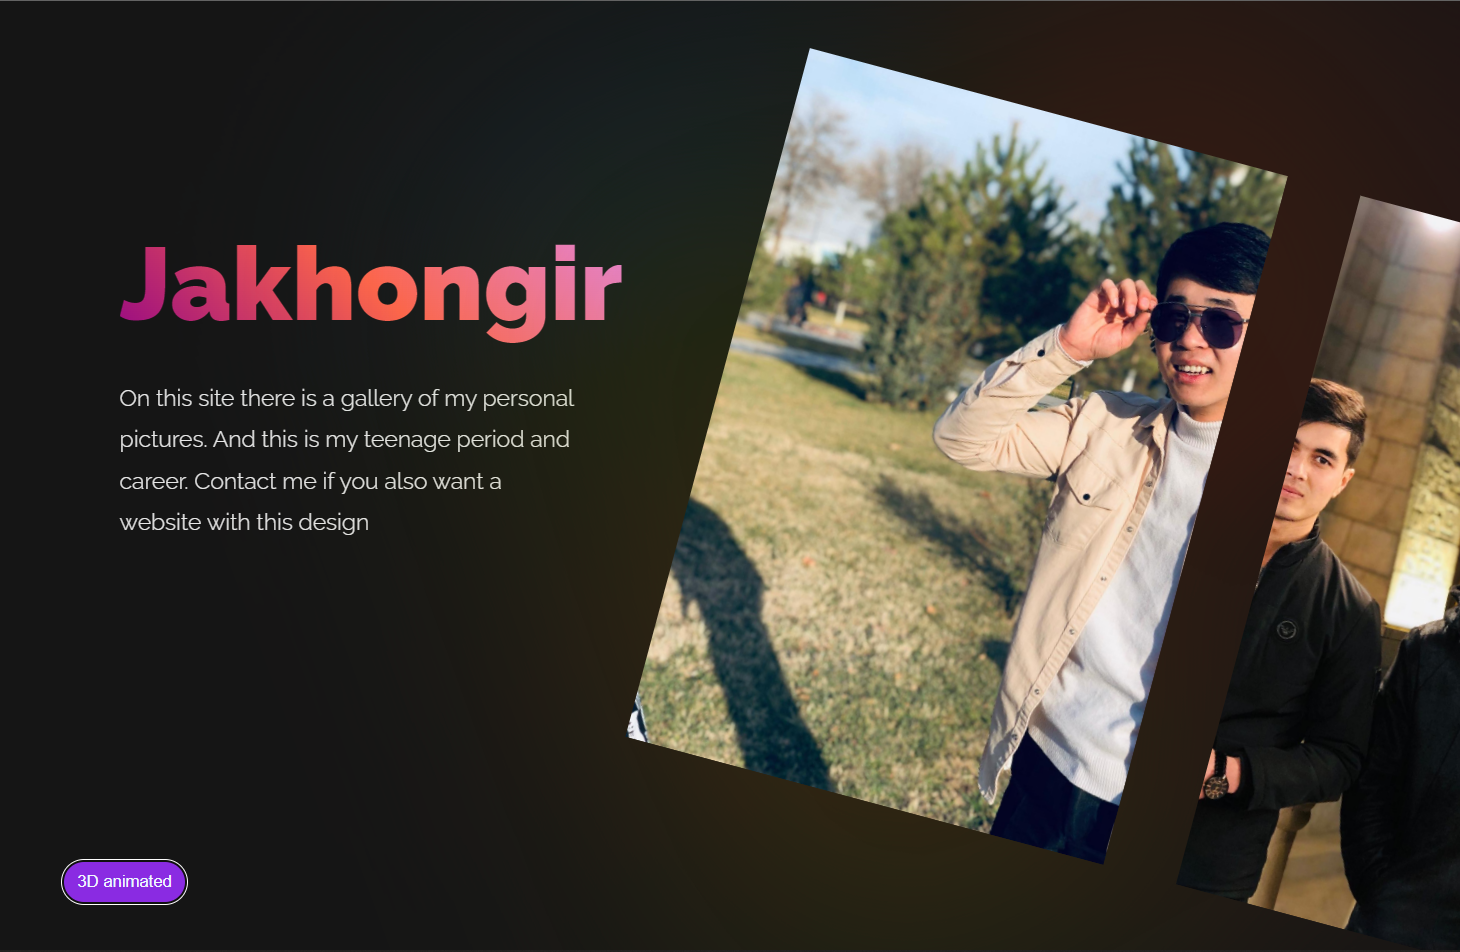 Jakhongir
On this site there is a gallery of my personal
pictures. And this is my teenage period and
career. Contact me if you also want a
website with this design
3D animated